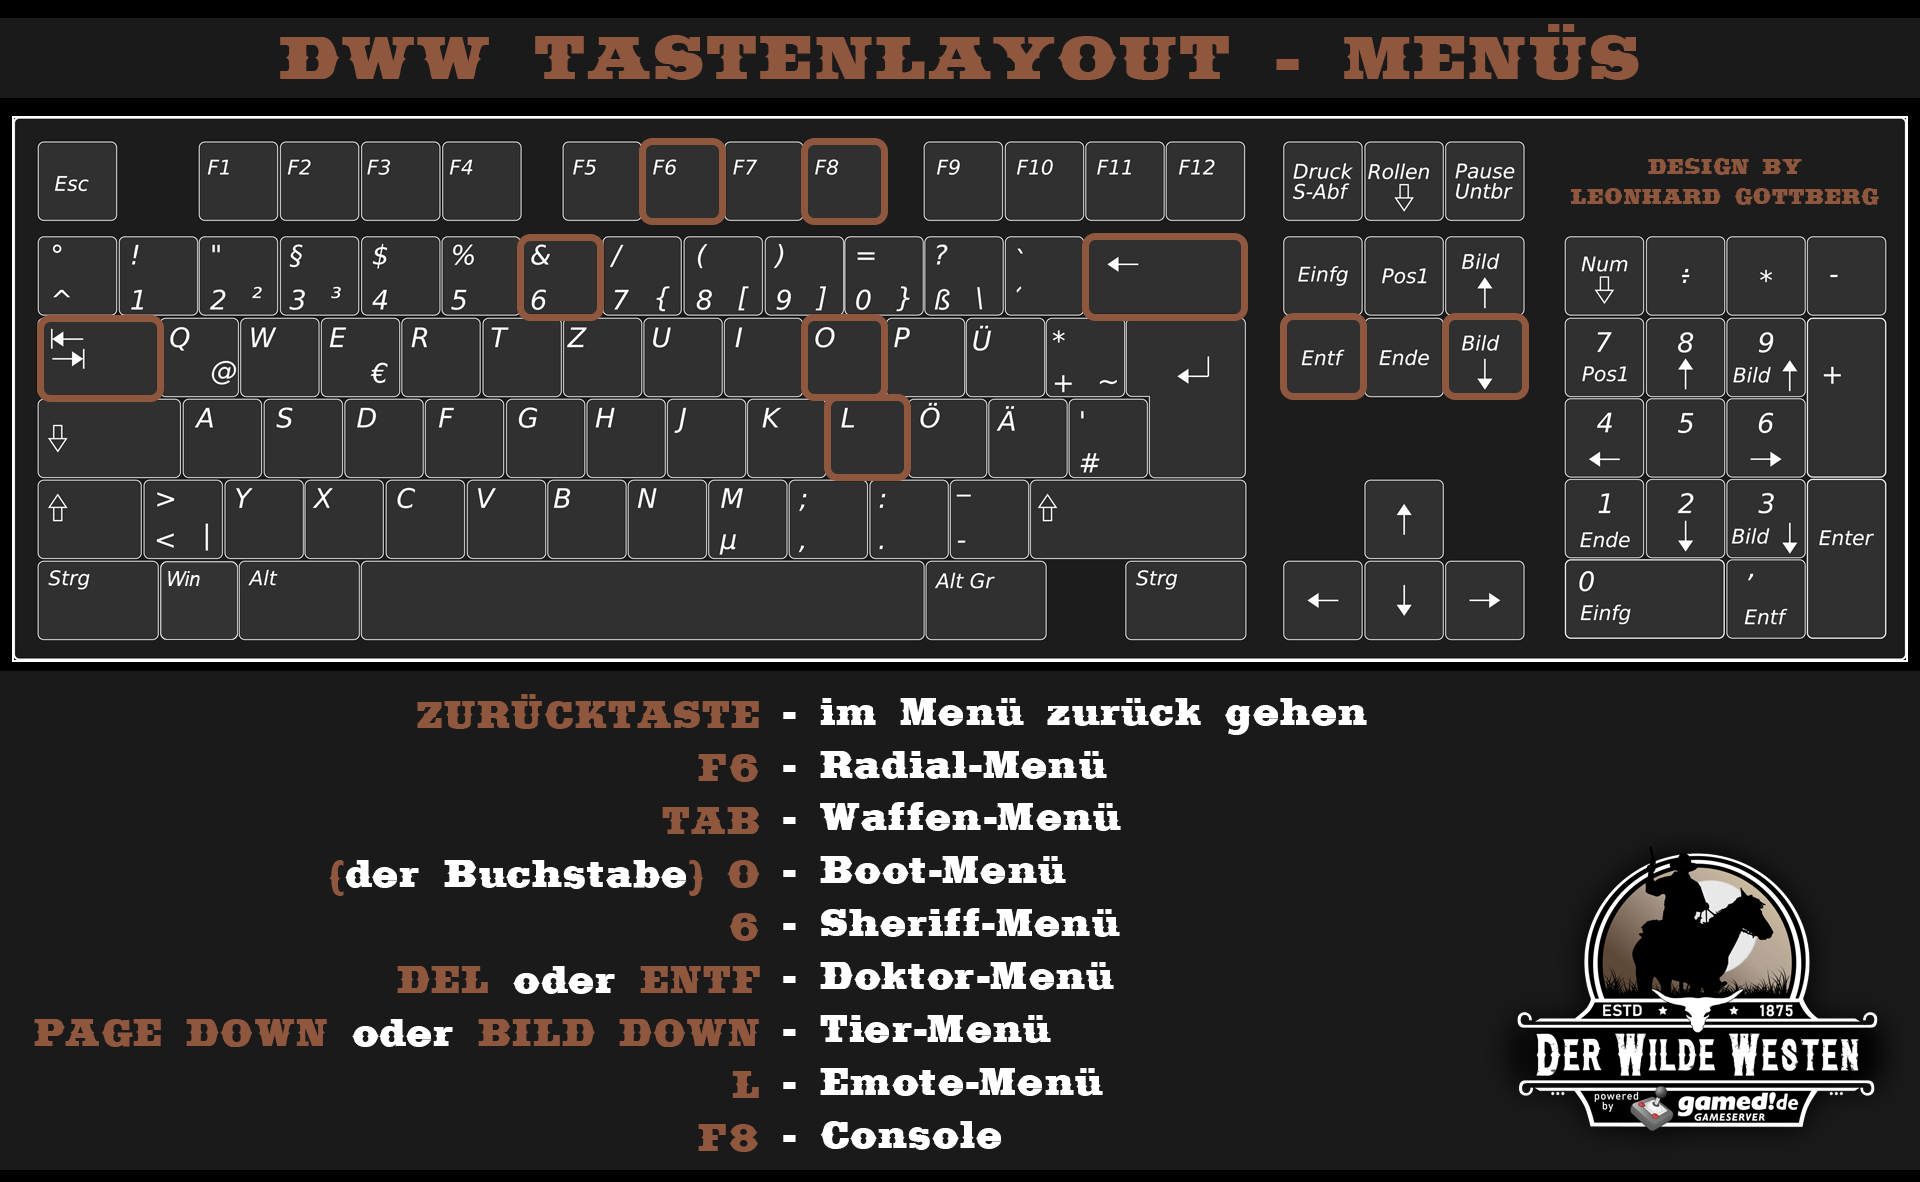 DWW TASTENLAYOUT - MENÜS
Esc F1 F2 F3 F4 F5 F6 F7 F8 F9 F10 F11 F12 Druck S-Abf Rollen Pause Untbr
DESIGN BY
LEONHARD GOTTBERG
° ! " § $ % & / ( ) = ? ` ←
^ 1 2 ² 3 ³ 4 5 6 7 { 8 [ 9 ] 0 } ß \ ´
Einfg Pos1 Bild ↑ Num ÷ * -
Q @ W E € R T Z U I O P Ü * + ~
Entf Ende Bild ↓ 7 Pos1 8 ↑ 9 Bild ↑ +
A S D F G H J K L Ö Ä ' #
4 ← 5 6 →
> < | Y X C V B N M µ ; , : . _ -
↑ 1 Ende 2 ↓ 3 Bild ↓ Enter
Strg Win Alt Alt Gr Strg
← ↓ → 0 Einfg , Entf
ZURÜCKTASTE - im Menü zurück gehen
F6 - Radial-Menü
TAB - Waffen-Menü
(der Buchstabe) O - Boot-Menü
6 - Sheriff-Menü
DEL oder ENTF - Doktor-Menü
PAGE DOWN oder BILD DOWN - Tier-Menü
L - Emote-Menü
F8 - Console
ESTD 1875
DER WILDE WESTEN
powered by gamed!de
GAMESERVER